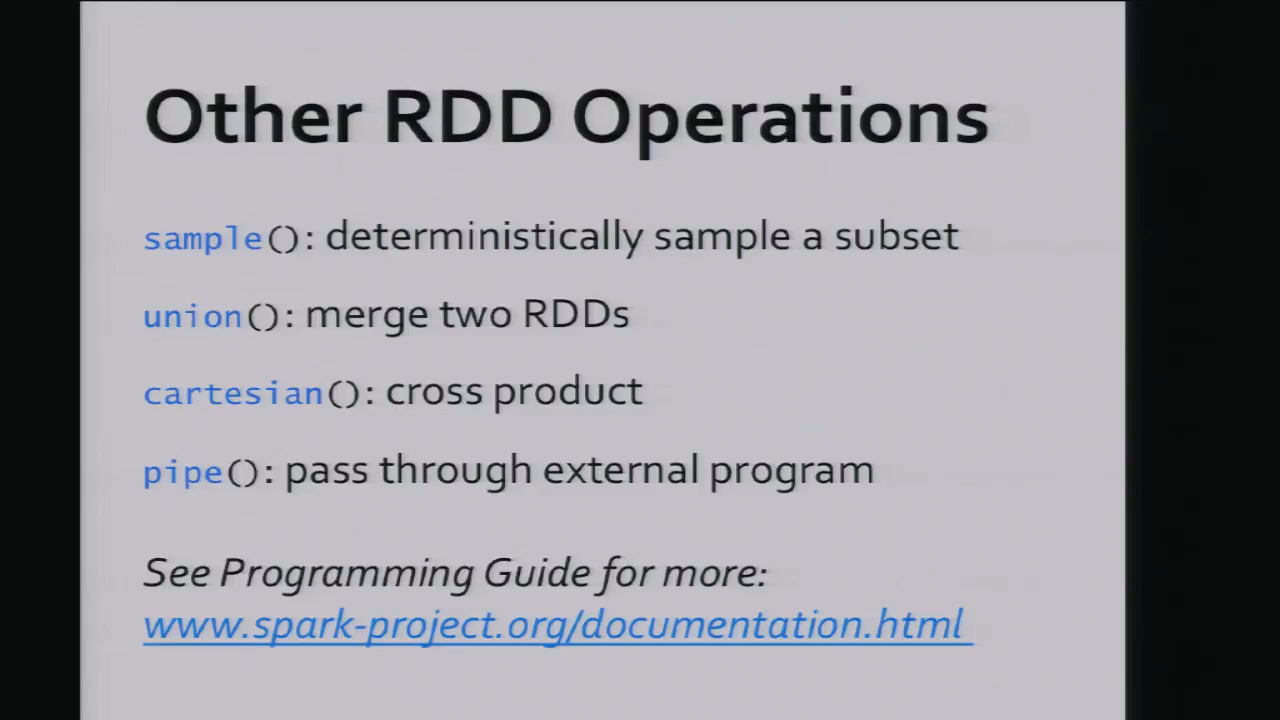 Other RDD Operations
sample(): deterministically sample a subset
union(): merge two RDDs
cartesian(): cross product
pipe(): pass through external program
See Programming Guide for more:
www.spark-project.org/documentation.html